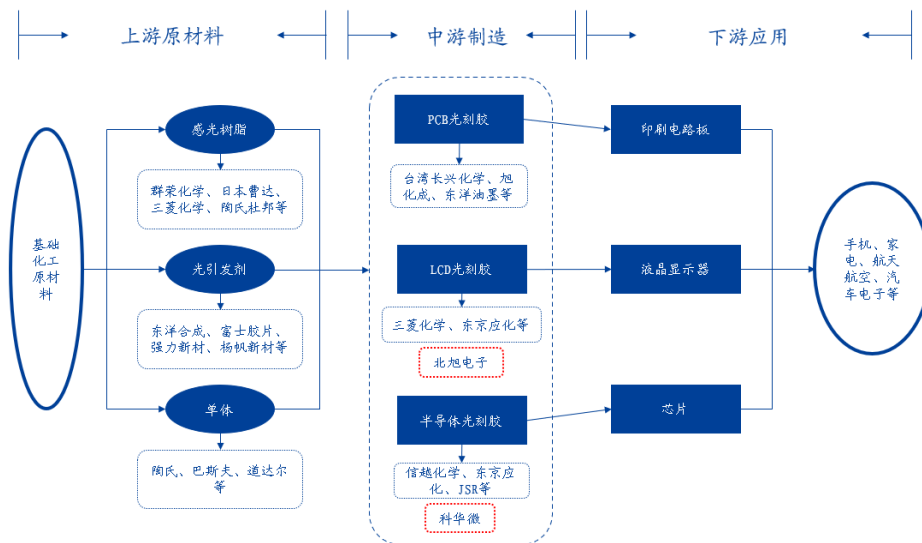 上游原材料
中游制造
下游应用
基础
化工
原材
料
感光树脂
群荣化学、日本曹达、
三菱化学、陶氏杜邦等
光引发剂
东洋合成、富士胶片、
强力新材、杨帆新材等
单体
陶氏、巴斯夫、道达尔
等
PCB光刻胶
台湾长兴化学、旭
化成、东洋油墨等
LCD光刻胶
三菱化学、东京应化等
北旭电子
半导体光刻胶
信越化学、东京应
化、JSR等
科华微
印刷电路板
液晶显示器
芯片
手机、家
电、航天
航空、汽
车电子等